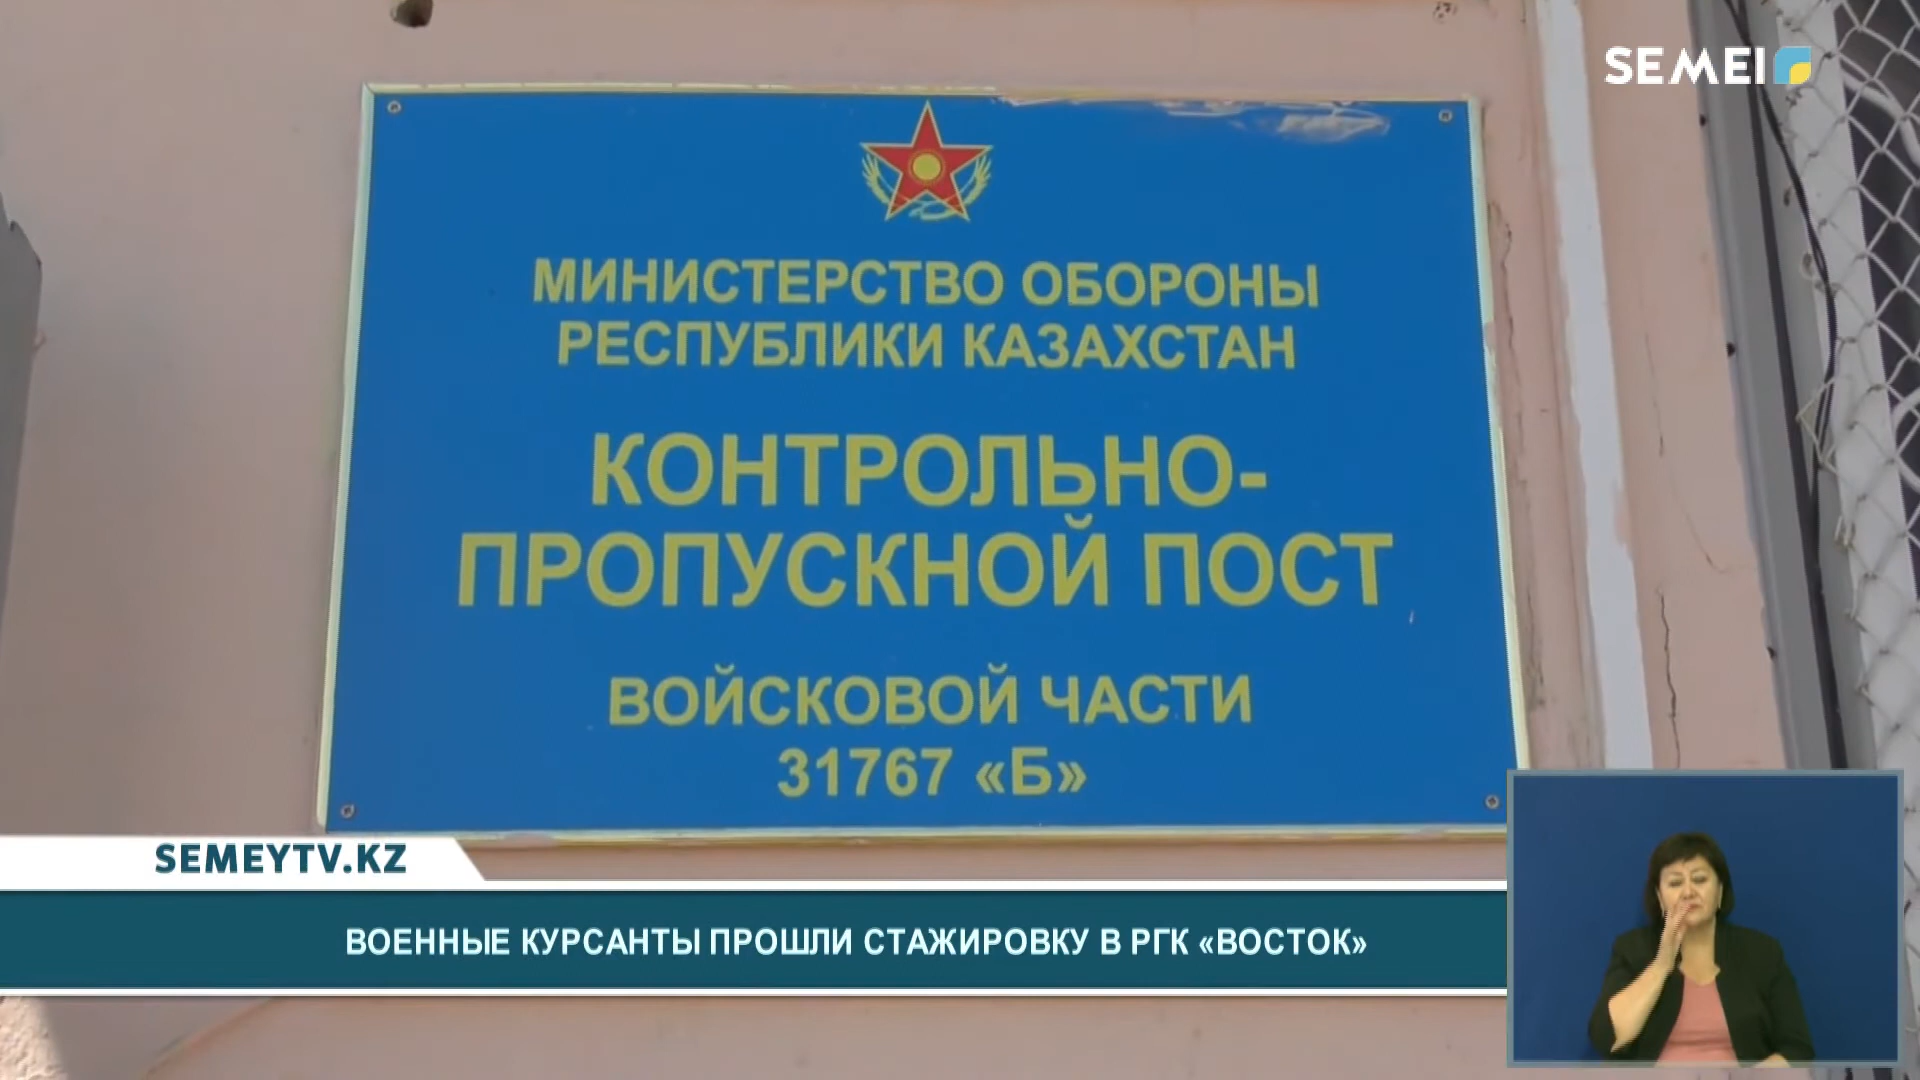 SEMEI
МИНИСТЕРСТВО ОБОРОНЫ
РЕСПУБЛИКИ КАЗАХСТАН
КОНТРОЛЬНО-
ПРОПУСКНОЙ ПОСТ
ВОЙСКОВОЙ ЧАСТИ
31767 «Б»
SEMEYTV.KZ
ВОЕННЫЕ КУРСАНТЫ ПРОШЛИ СТАЖИРОВКУ В РГК «ВОСТОК»